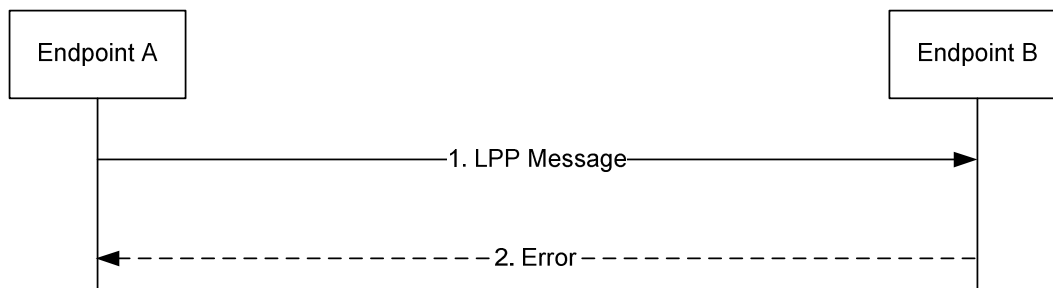 Endpoint A
Endpoint B
1. LPP Message
2. Error